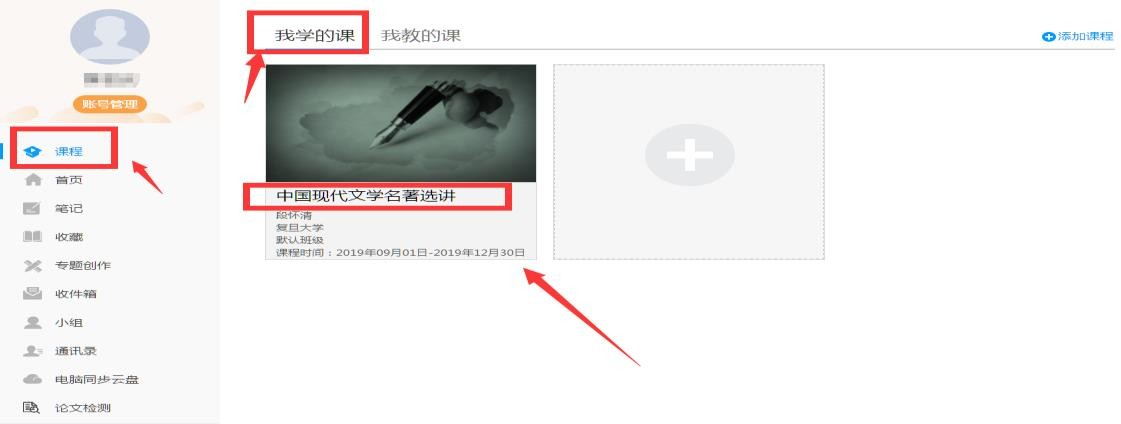 账号管理
课程
首页
笔记
收藏
专题创作
收件箱
小组
通讯录
电脑同步云盘
论文检测
我学的课 我教的课
添加课程
中国现代文学名著选讲
段怀清
复旦大学
默认班级
课程时间：2019年09月01日-2019年12月30日